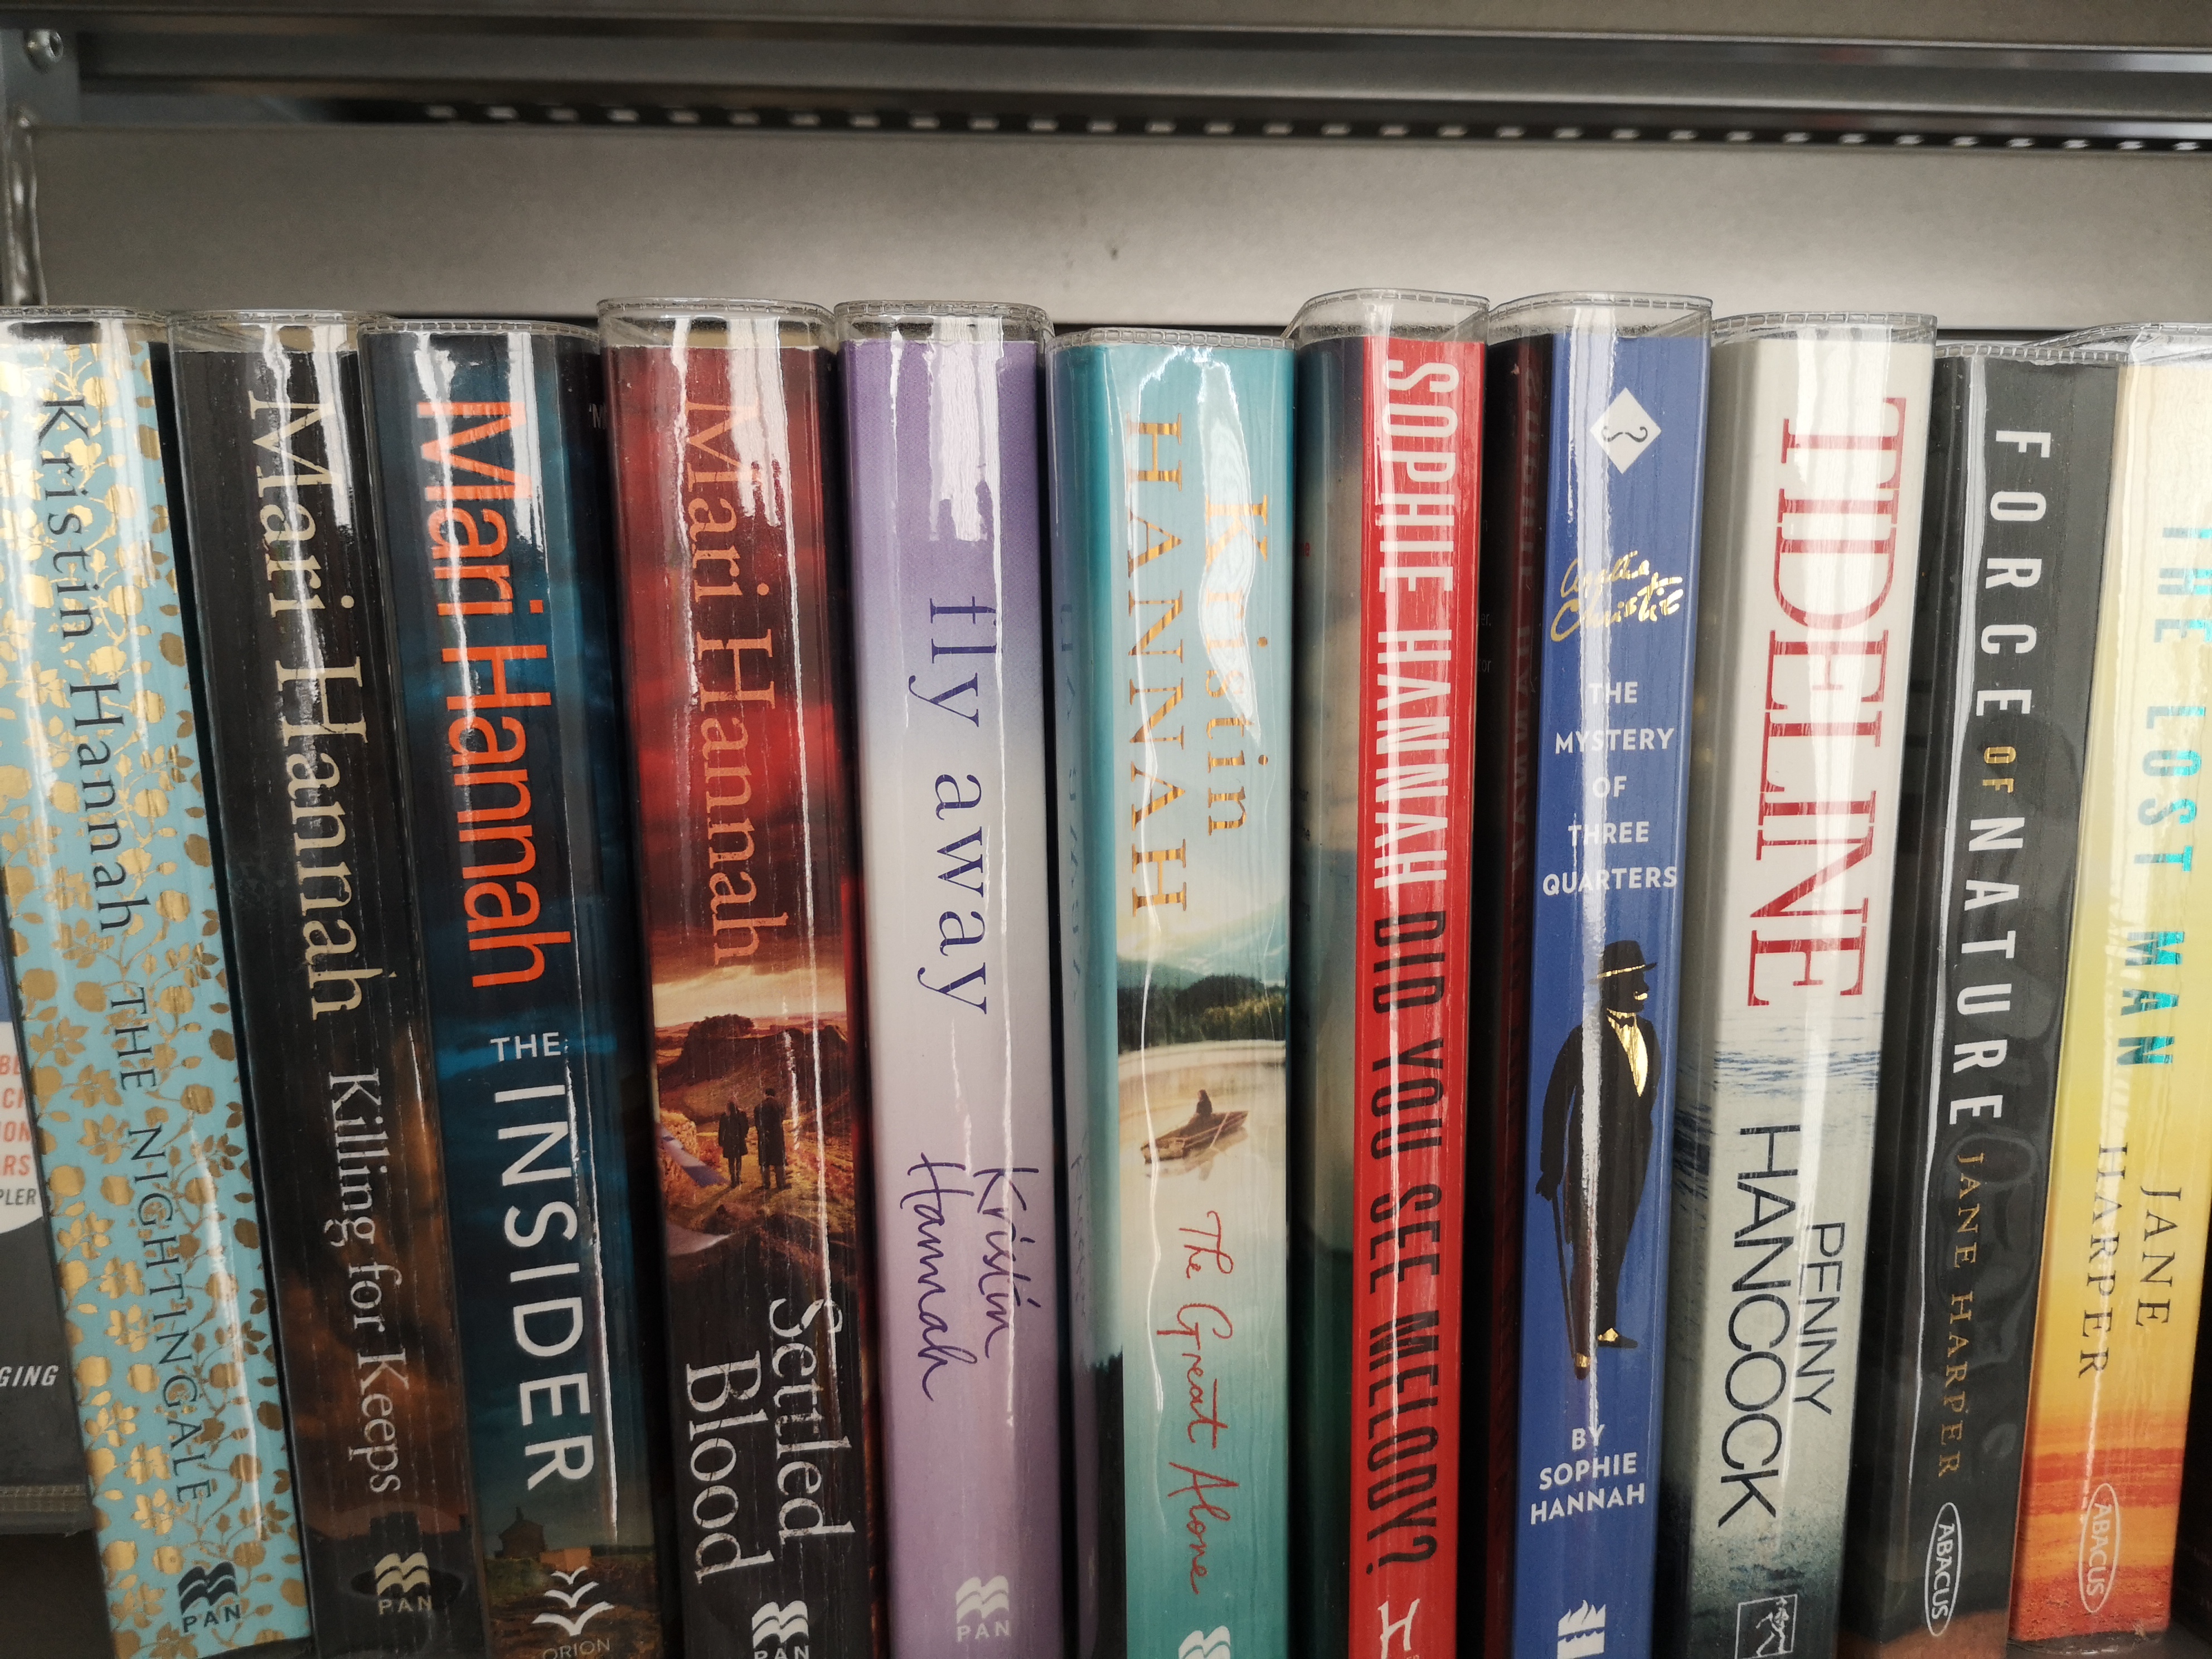 Kristin Hannah THE NIGHTINGALE
PAN
Mari Hannah Killing for Keeps
PAN
Mari Hannah THE INSIDER
ORION
Mari Hannah
Settled
Blood
PAN
fly away
Kristin
Hannah
PAN
Kristin
HANNAH
The Great Alone
SOPHIE HANNAH DID YOU SEE MELODY?
Agatha
Christie
THE
MYSTERY
OF
THREE
QUARTERS
BY
SOPHIE
HANNAH
TIDELINE
PENNY
HANCOCK
FORCE OF NATURE JANE HARPER
ABACUS
THE LOST MAN
JANE
HARPER
ABACUS
GING